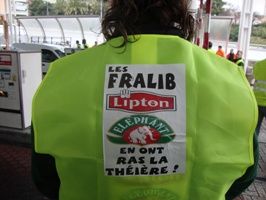 LES
FRALIB
Lipton
ELEPHANT
EN ONT
RAS LA
THÉIÈRE !